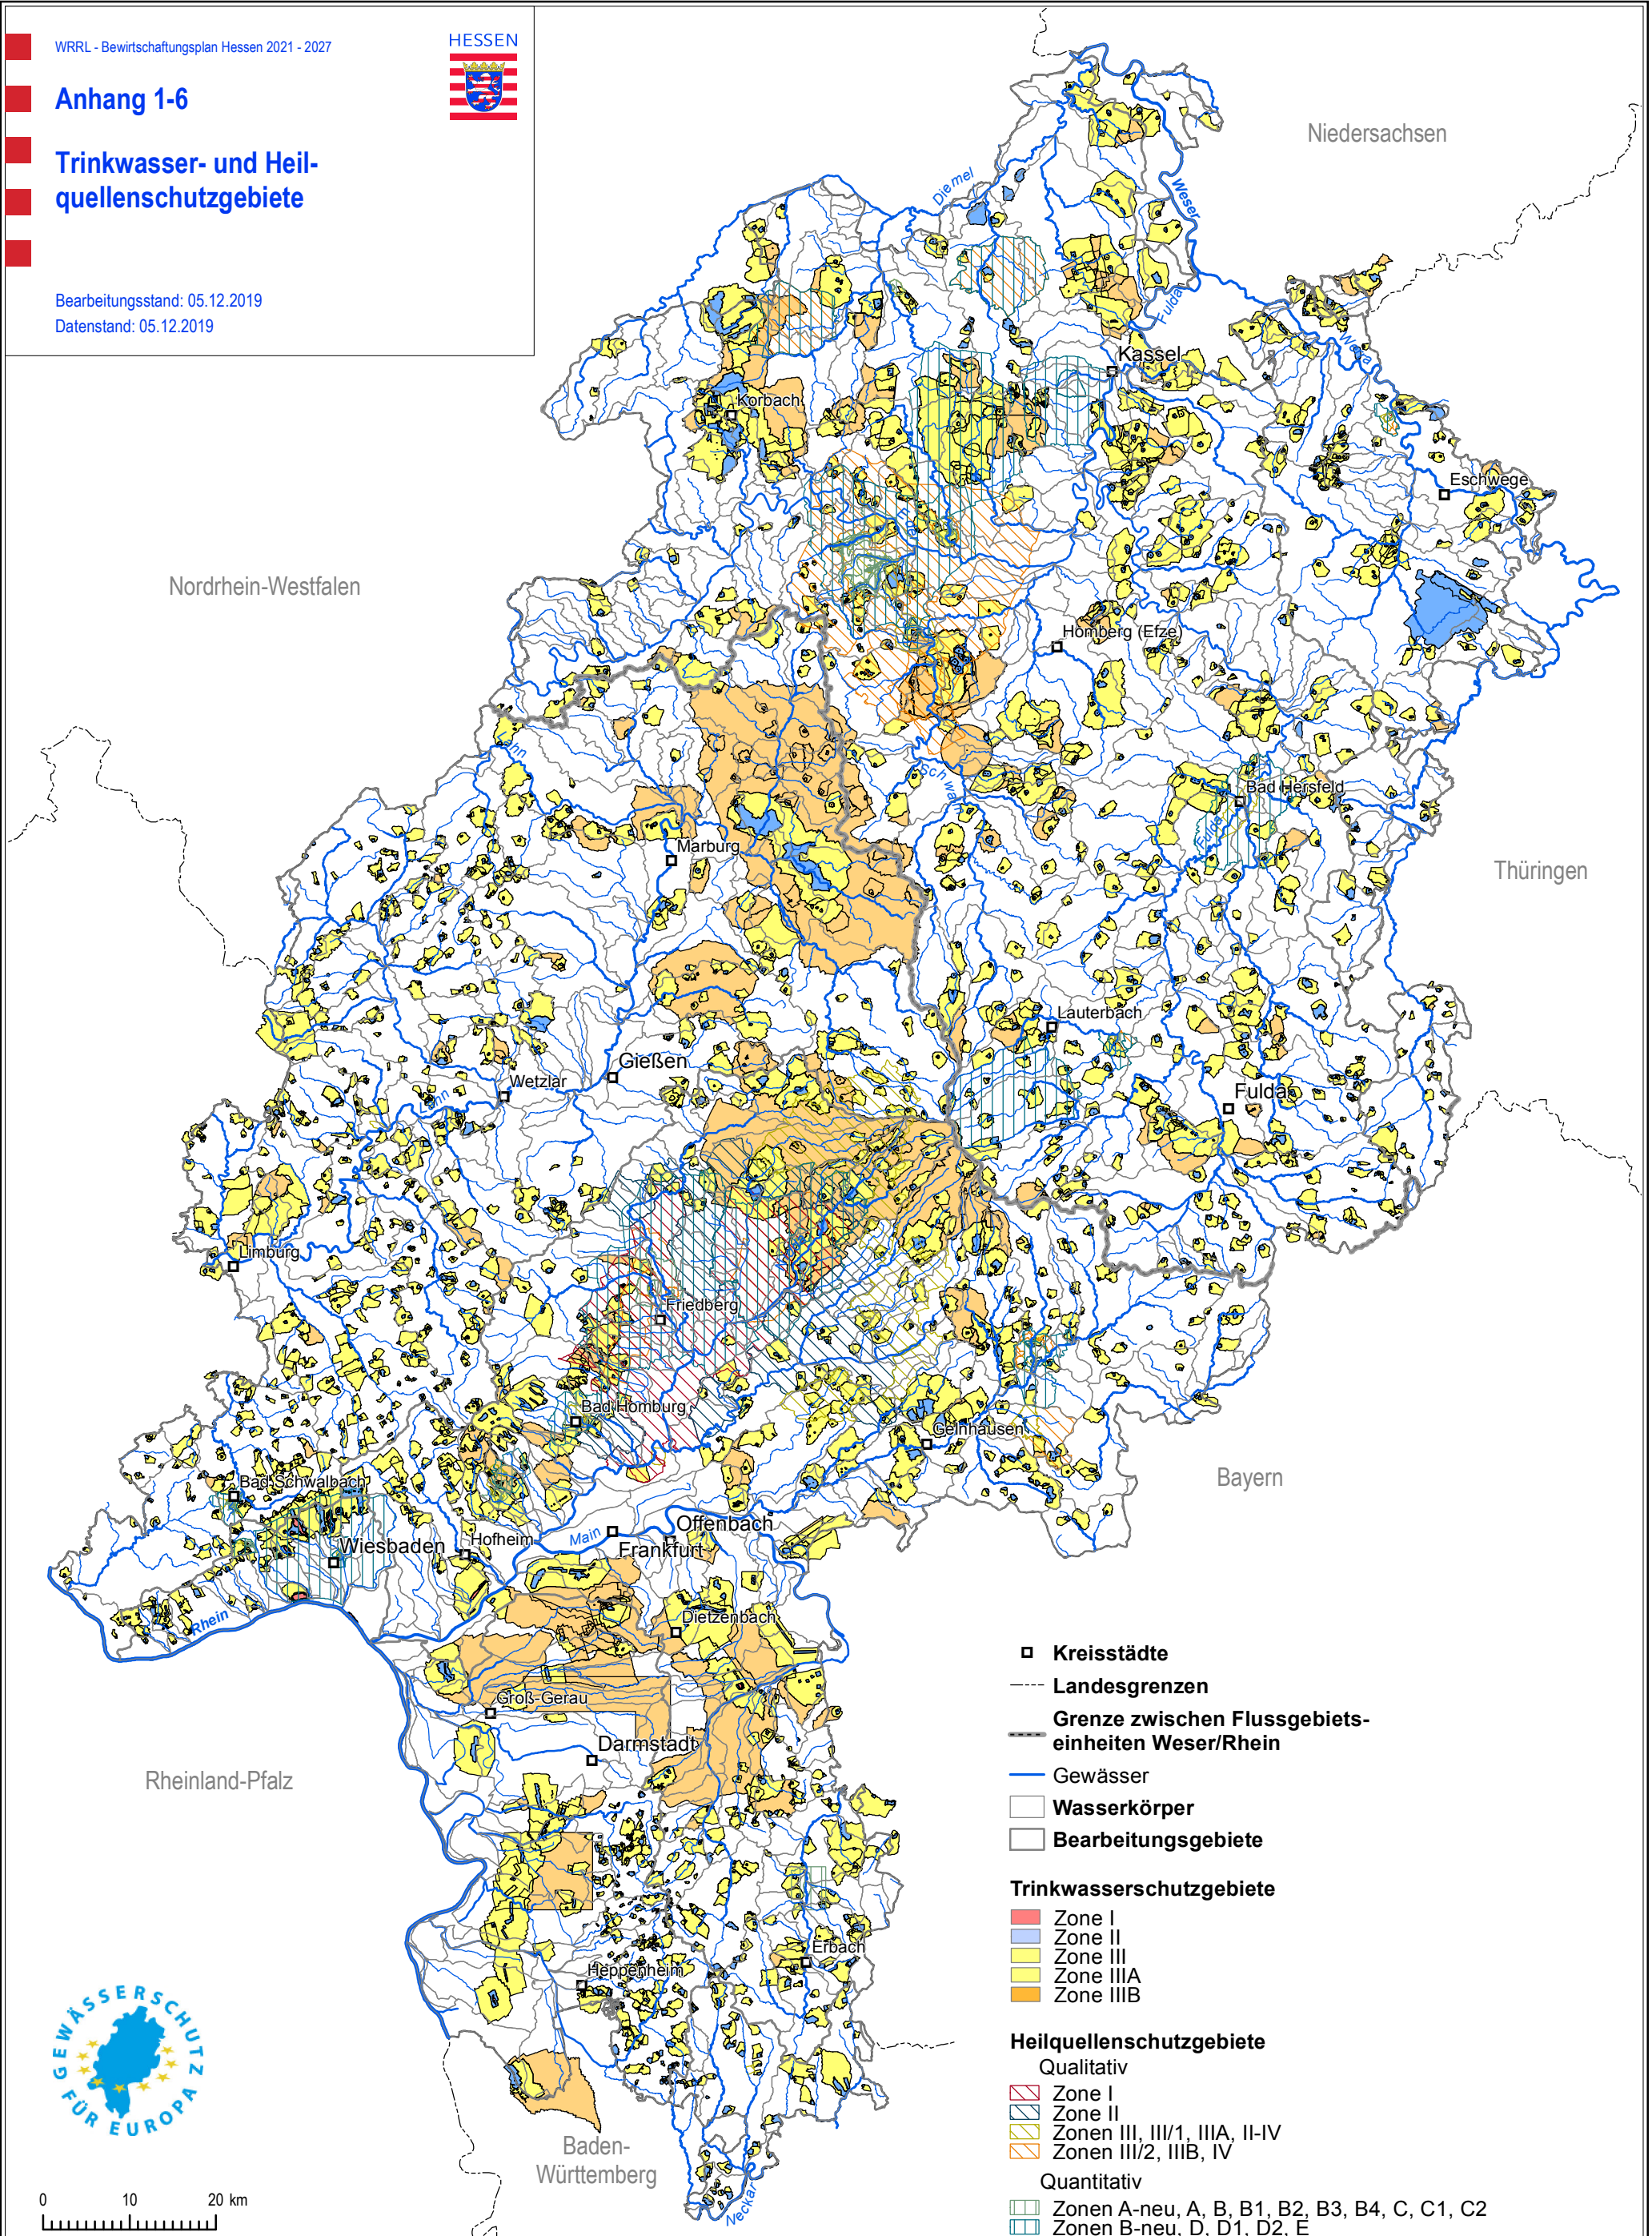 WRRL - Bewirtschaftungsplan Hessen 2021 - 2027
HESSEN
Anhang 1-6
Trinkwasser- und Heil-
quellenschutzgebiete
Bearbeitungsstand: 05.12.2019
Datenstand: 05.12.2019
Niedersachsen
Diemel
Weser
Fulda
Werra
Kassel
Korbach
Eschwege
Eder
Nordrhein-Westfalen
Homberg (Efze)
Lahn
Schwalm
Bad Hersfeld
Fulda
Marburg
Thüringen
Lauterbach
Gießen
Wetzlar
Lahn
Fulda
Limburg
Friedberg
Bad Homburg
Gelnhausen
Bayern
Bad Schwalbach
Wiesbaden
Hofheim
Main
Offenbach
Frankfurt
Rhein
Dietzenbach
Groß-Gerau
Darmstadt
Rheinland-Pfalz
Erbach
Heppenheim
Baden-
Württemberg
Neckar
Kreisstädte
Landesgrenzen
Grenze zwischen Flussgebiets-
einheiten Weser/Rhein
Gewässer
Wasserkörper
Bearbeitungsgebiete
Trinkwasserschutzgebiete
Zone I
Zone II
Zone III
Zone IIIA
Zone IIIB
Heilquellenschutzgebiete
Qualitativ
Zone I
Zone II
Zonen III, III/1, IIIA, II-IV
Zonen III/2, IIIB, IV
Quantitativ
Zonen A-neu, A, B, B1, B2, B3, B4, C, C1, C2
Zonen B-neu, D, D1, D2, E
GEWÄSSERSCHUTZ
FÜR EUROPA
0 10 20 km